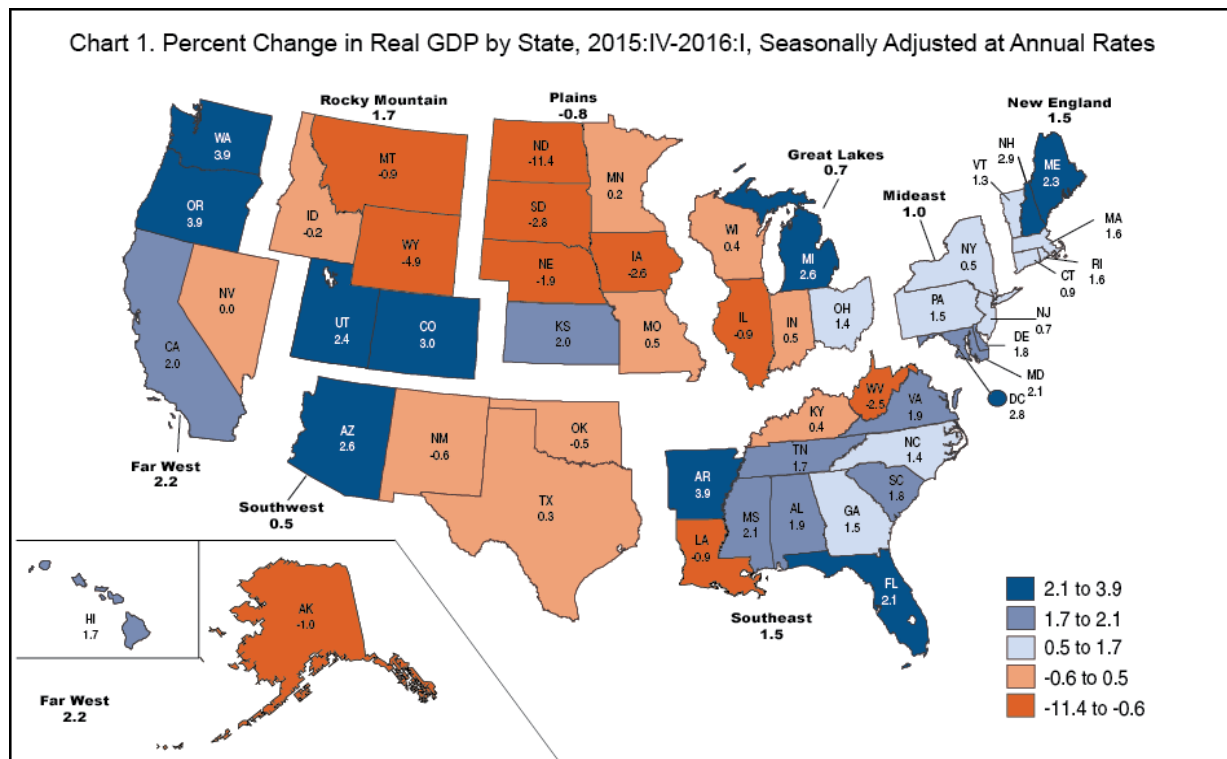 Chart 1. Percent Change in Real GDP by State, 2015:IV-2016:I, Seasonally Adjusted at Annual Rates
Rocky Mountain
1.7
Plains
-0.8
New England
1.5
Great Lakes
0.7
Mideast
1.0
WA
3.9
OR
3.9
CA
2.0
NV
0.0
ID
-0.2
MT
-0.9
WY
-4.9
UT
2.4
CO
3.0
ND
-11.4
SD
-2.8
NE
-1.9
KS
2.0
MN
0.2
IA
-2.6
MO
0.5
WI
0.4
IL
-0.9
MI
2.6
IN
0.5
OH
1.4
NH
2.9
VT
1.3
ME
2.3
MA
1.6
RI
1.6
CT
0.9
NY
0.5
PA
1.5
NJ
0.7
DE
1.8
MD
2.1
DC
2.8
Far West
2.2
Southwest
0.5
AZ
2.6
NM
-0.6
OK
-0.5
TX
0.3
KY
0.4
WV
-2.5
VA
1.9
TN
1.7
NC
1.4
SC
1.8
AR
3.9
LA
-0.9
MS
2.1
AL
1.9
GA
1.5
FL
2.1
Southeast
1.5
HI
1.7
AK
-1.0
Far West
2.2
2.1 to 3.9
1.7 to 2.1
0.5 to 1.7
-0.6 to 0.5
-11.4 to -0.6